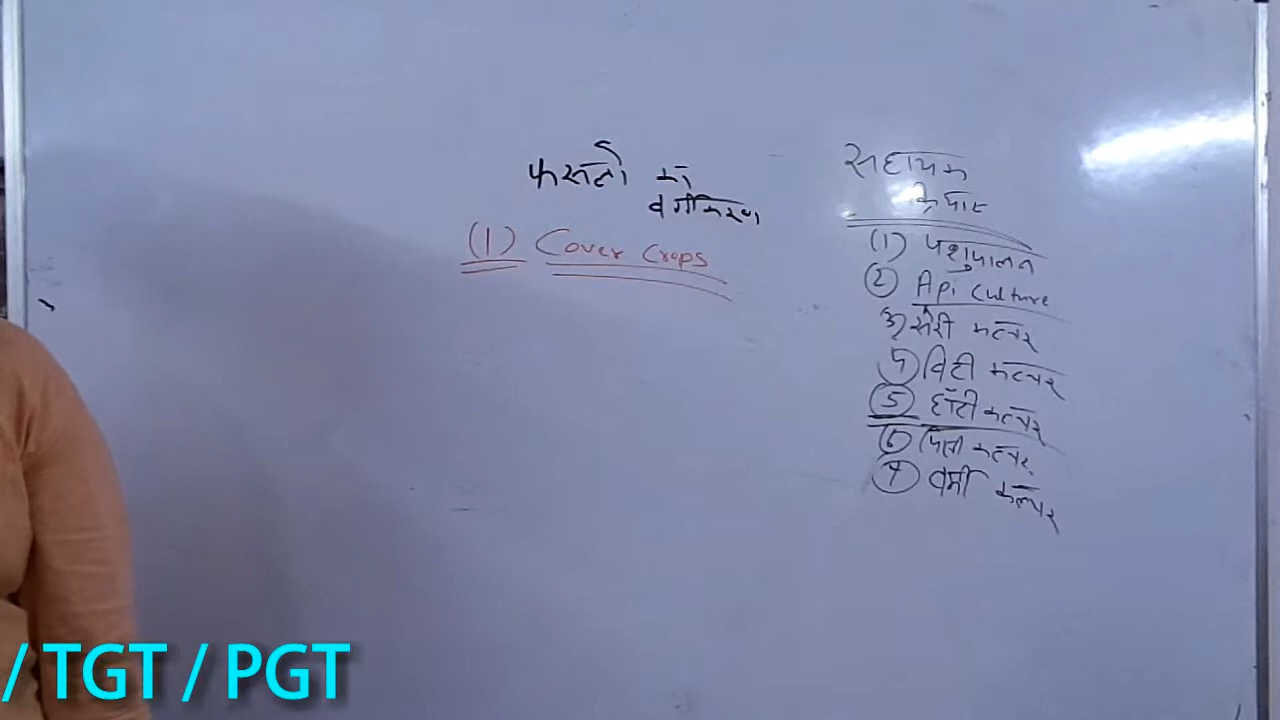 फसलों का
वर्गीकरण
(1) Cover Crops
सहायक
क्रियाएं
(1) पशुपालन
(2) Api Culture
3) सेरी कल्चर
4) विटी कल्चर
(5) हॉर्टी कल्चर
(6) पिसी कल्चर
(7) वर्मी कल्चर
/ TGT / PGT